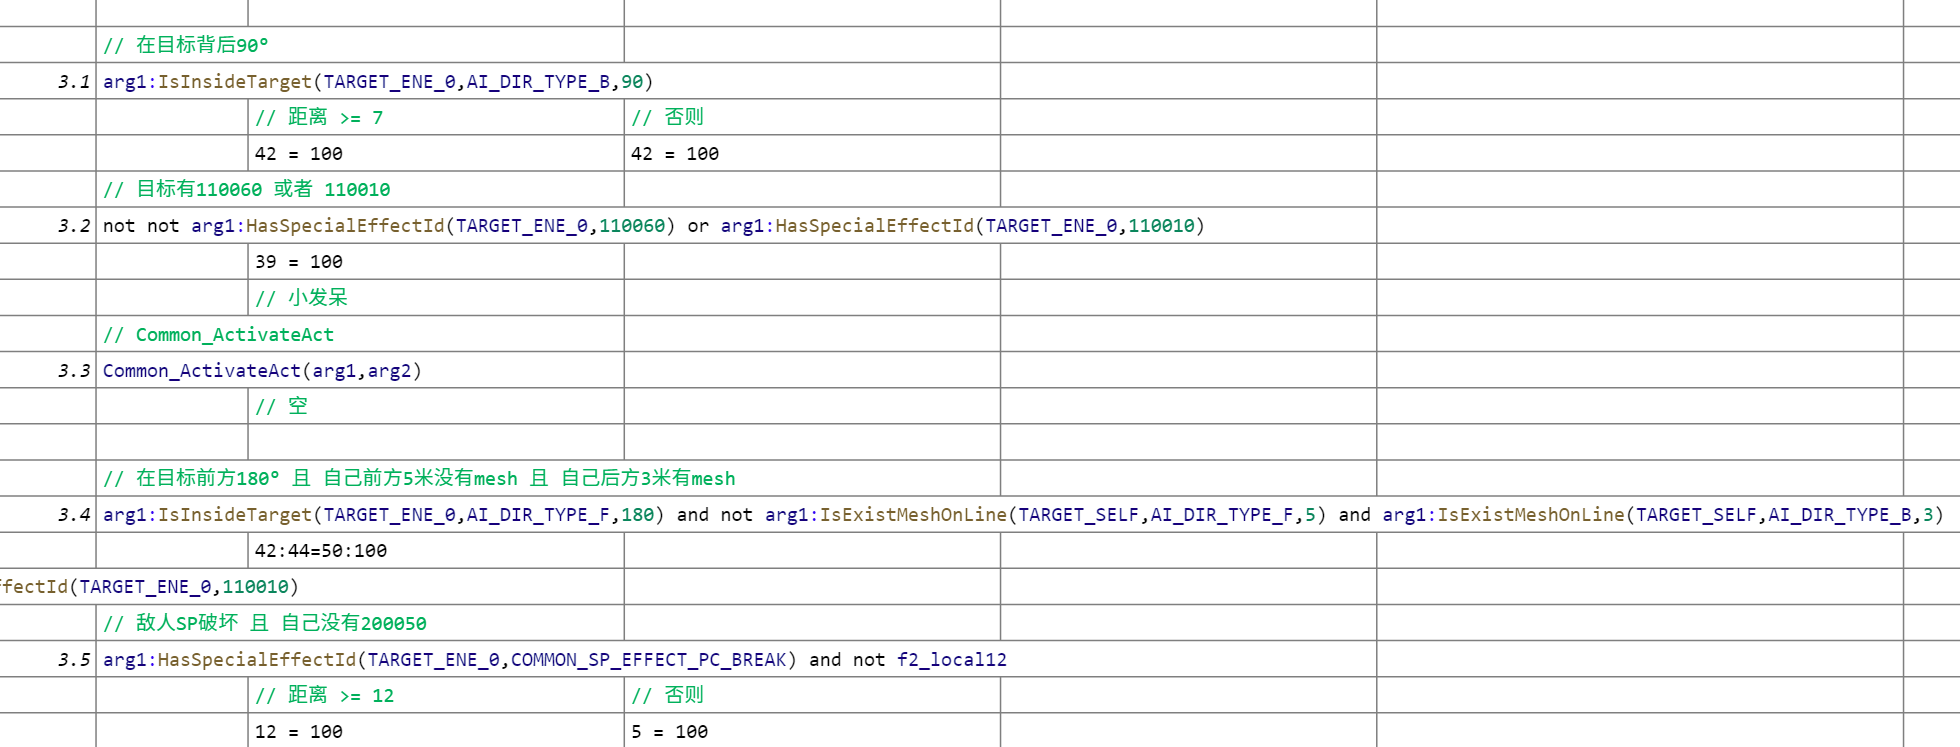 // 在目标背后90°
3.1 arg1:IsInsideTarget(TARGET_ENE_0,AI_DIR_TYPE_B,90)
// 距离 >= 7 // 否则
42 = 100 42 = 100
// 目标有110060 或者 110010
3.2 not not arg1:HasSpecialEffectId(TARGET_ENE_0,110060) or arg1:HasSpecialEffectId(TARGET_ENE_0,110010)
39 = 100
// 小发呆
// Common_ActivateAct
3.3 Common_ActivateAct(arg1,arg2)
// 空
// 在目标前方180° 且 自己前方5米没有mesh 且 自己后方3米有mesh
3.4 arg1:IsInsideTarget(TARGET_ENE_0,AI_DIR_TYPE_F,180) and not arg1:IsExistMeshOnLine(TARGET_SELF,AI_DIR_TYPE_F,5) and arg1:IsExistMeshOnLine(TARGET_SELF,AI_DIR_TYPE_B,3)
42:44=50:100
ffectId(TARGET_ENE_0,110010)
// 敌人SP破坏 且 自己没有200050
3.5 arg1:HasSpecialEffectId(TARGET_ENE_0,COMMON_SP_EFFECT_PC_BREAK) and not f2_local12
// 距离 >= 12 // 否则
12 = 100 5 = 100